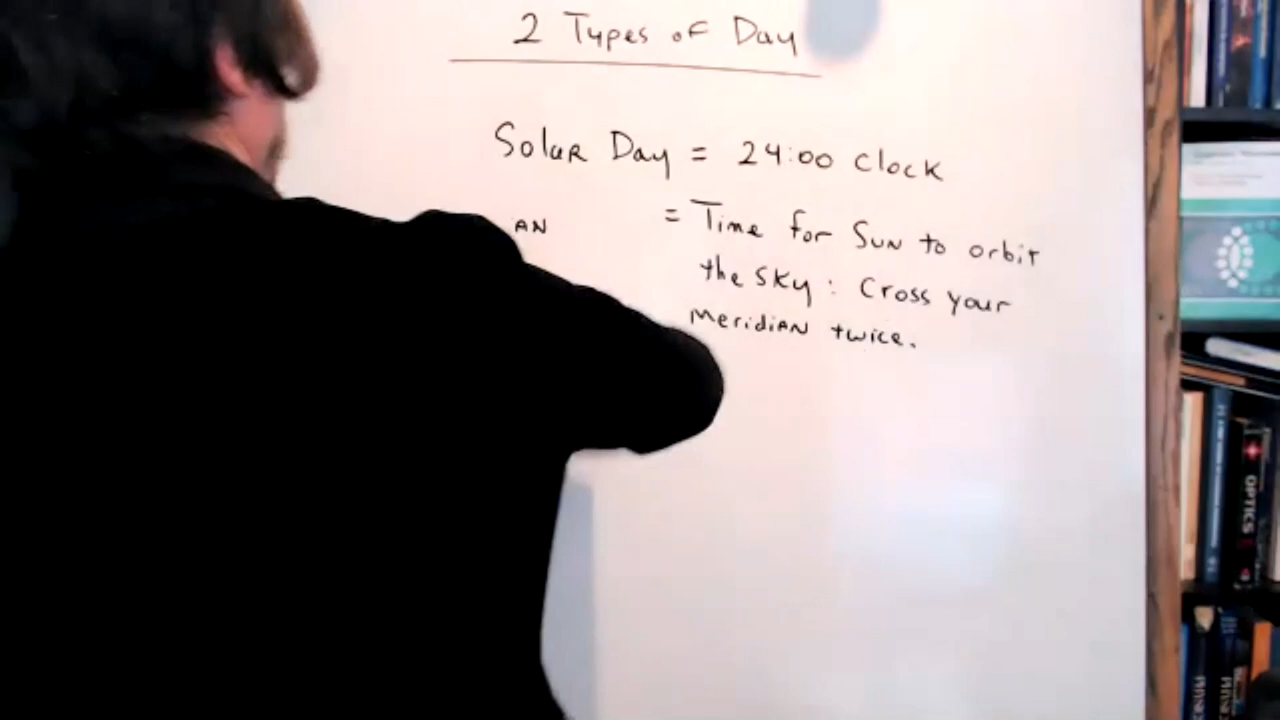 2 Types of Day
Solar Day = 24:00 clock
AN
= Time for Sun to orbit
the sky: Cross your
Meridian twice.
OPTICS